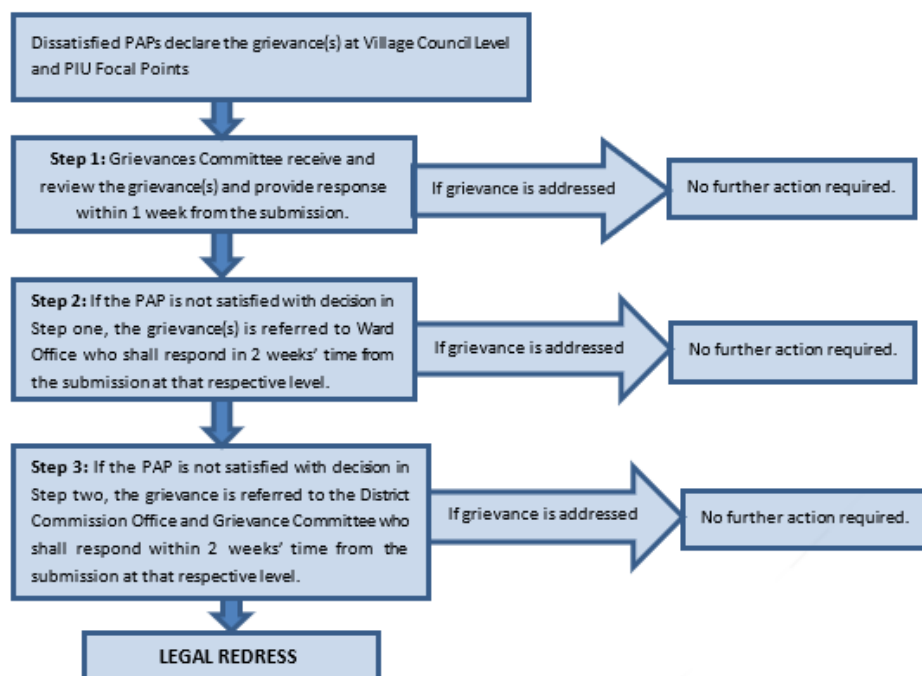 Dissatisfied PAPs declare the grievance(s) at Village Council Level
and PIU Focal Points
Step 1: Grievances Committee receive and
review the grievance(s) and provide response
within 1 week from the submission.
If grievance is addressed
No further action required.
Step 2: If the PAP is not satisfied with decision in
Step one, the grievance(s) is referred to Ward
Office who shall respond in 2 weeks’ time from
the submission at that respective level.
If grievance is addressed
No further action required.
Step 3: If the PAP is not satisfied with decision in
Step two, the grievance is referred to the District
Commission Office and Grievance Committee who
shall respond within 2 weeks’ time from the
submission at that respective level.
If grievance is addressed
No further action required.
LEGAL REDRESS